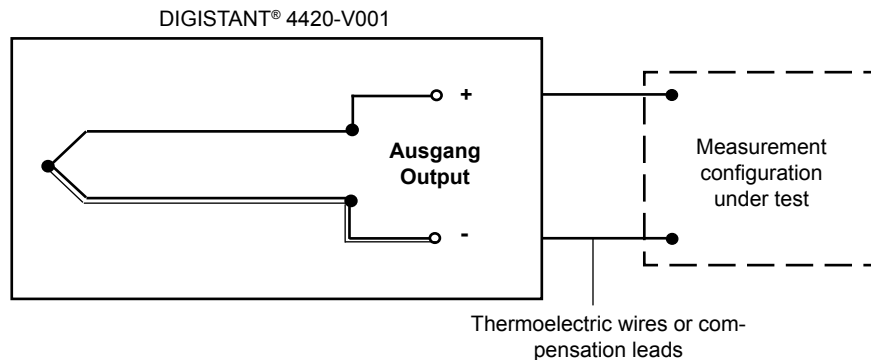 DIGISTANT® 4420-V001
+
Ausgang
Output
-
Measurement
configuration
under test
Thermoelectric wires or com-
pensation leads